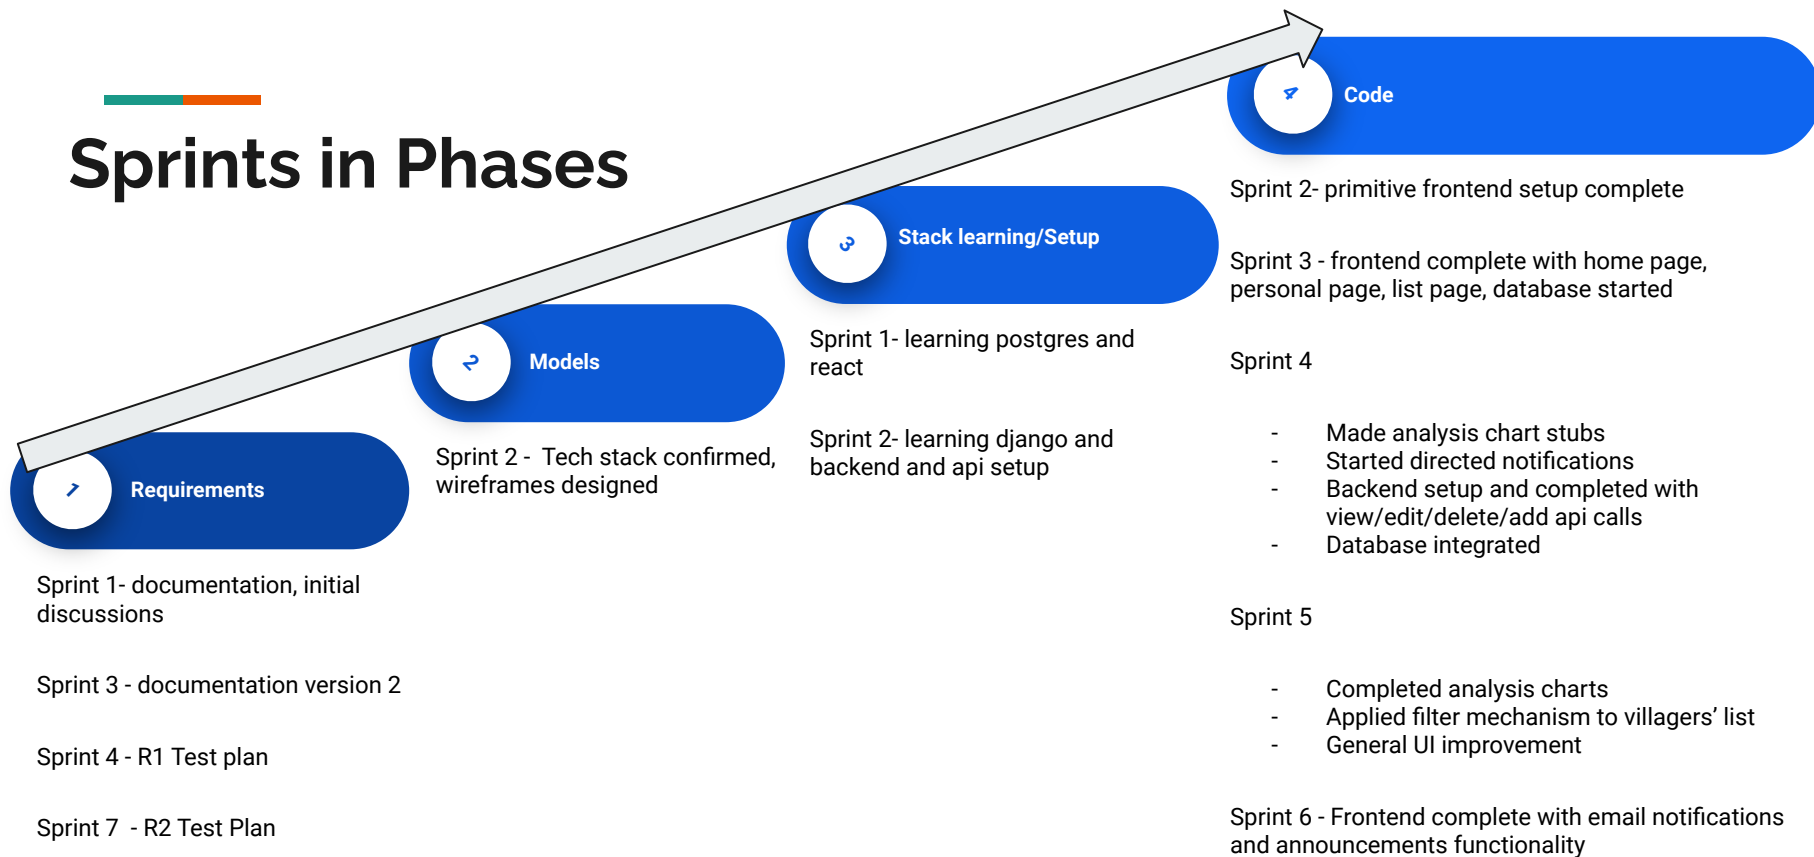 Sprints in Phases
1
Requirements
Sprint 1- documentation, initial
discussions
Sprint 3 - documentation version 2
Sprint 4 - R1 Test plan
Sprint 7  - R2 Test Plan
2
Models
Sprint 2 -  Tech stack confirmed,
wireframes designed
3
Stack learning/Setup
Sprint 1- learning postgres and
react
Sprint 2- learning django and
backend and api setup
4
Code
Sprint 2- primitive frontend setup complete
Sprint 3 - frontend complete with home page,
personal page, list page, database started
Sprint 4
- Made analysis chart stubs
- Started directed notifications
- Backend setup and completed with
view/edit/delete/add api calls
- Database integrated
Sprint 5
- Completed analysis charts
- Applied filter mechanism to villagers’ list
- General UI improvement
Sprint 6 - Frontend complete with email notifications
and announcements functionality